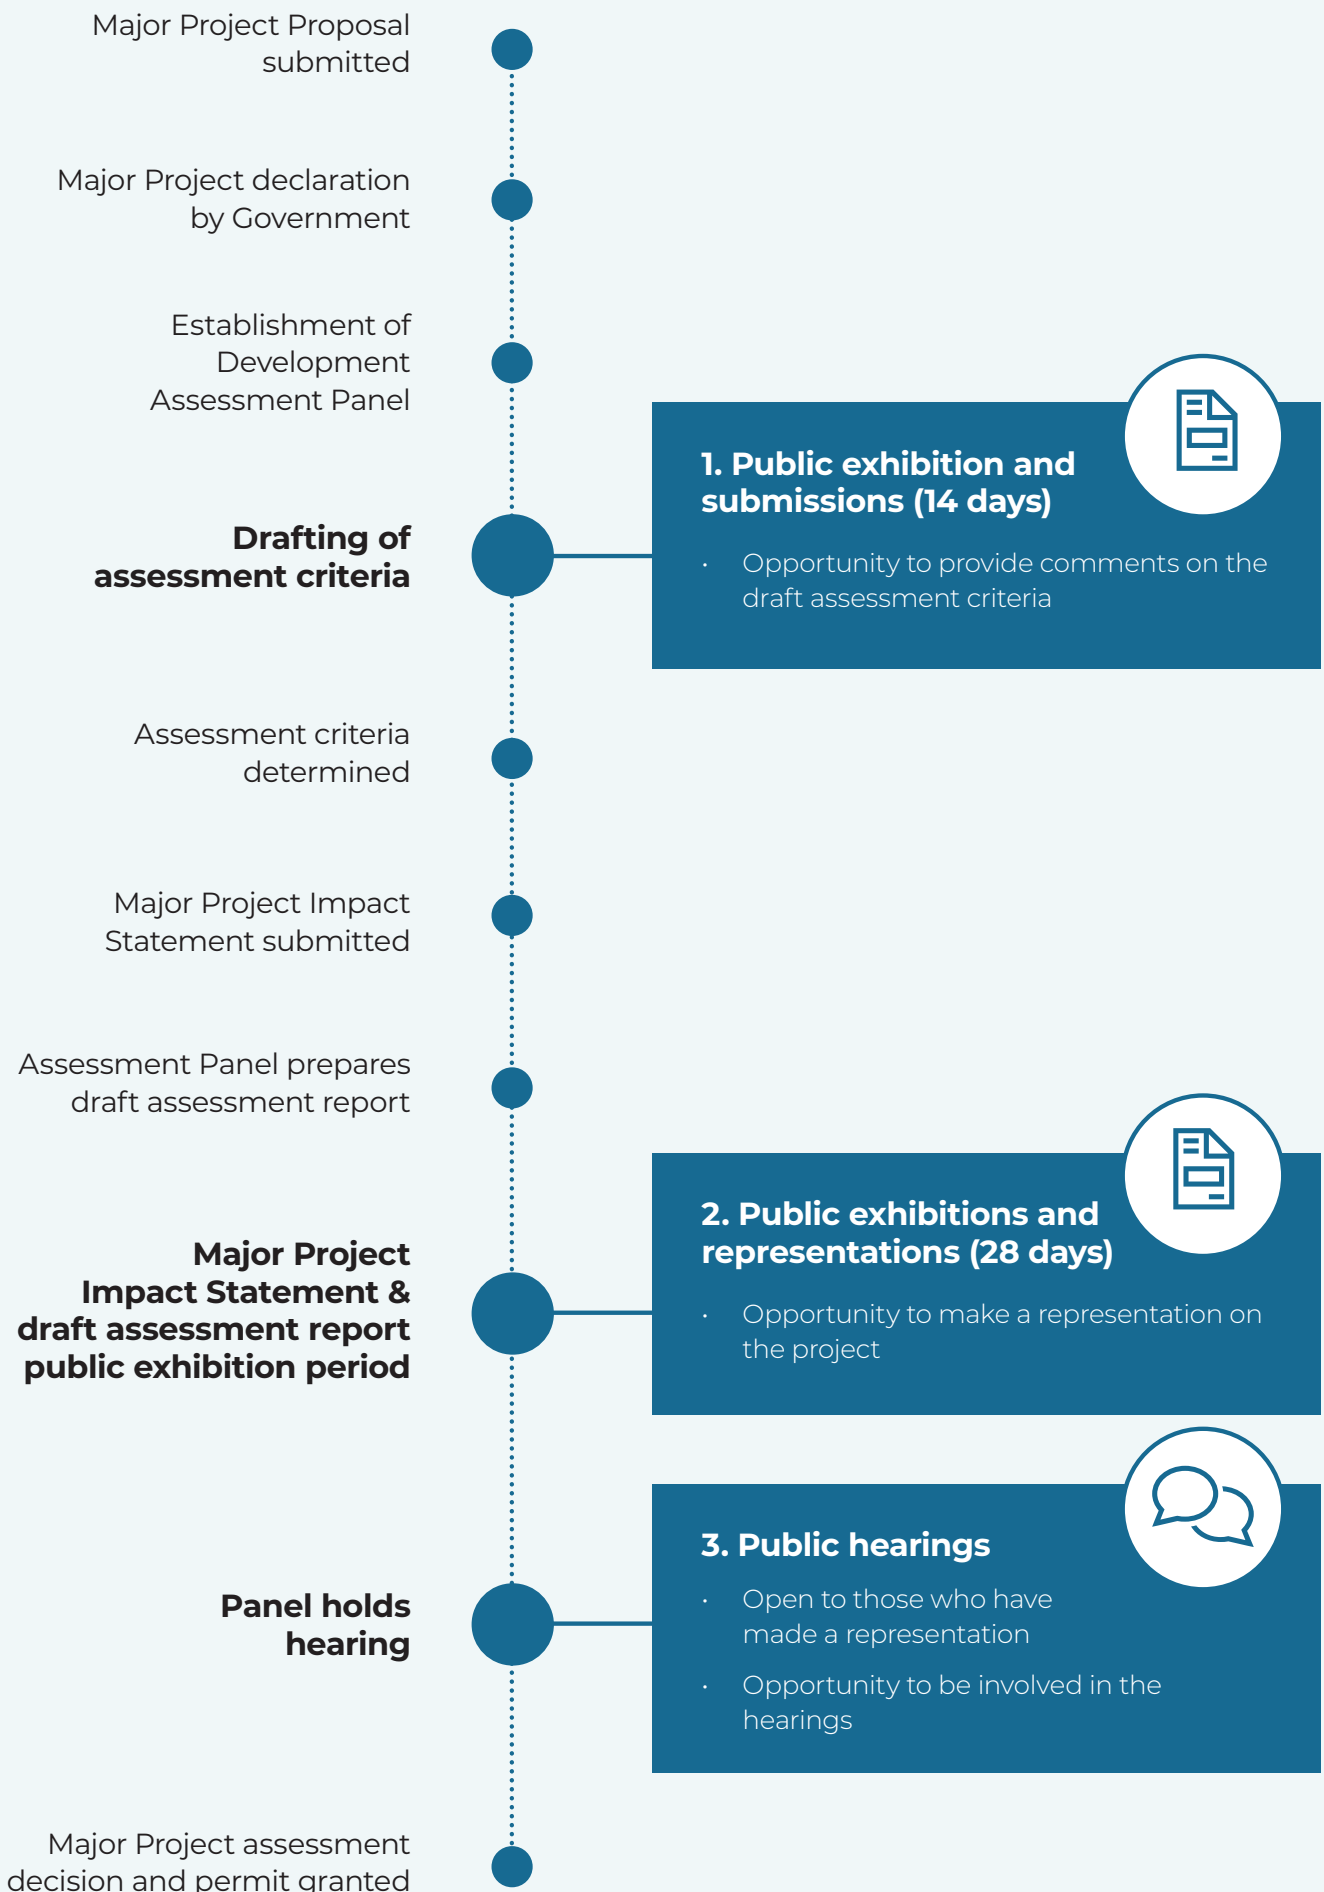 Major Project Proposal
submitted
Major Project declaration
by Government
Establishment of
Development
Assessment Panel
Drafting of
assessment criteria
1. Public exhibition and
submissions (14 days)
· Opportunity to provide comments on the
draft assessment criteria
Assessment criteria
determined
Major Project Impact
Statement submitted
Assessment Panel prepares
draft assessment report
Major Project
Impact Statement &
draft assessment report
public exhibition period
2. Public exhibitions and
representations (28 days)
· Opportunity to make a representation on
the project
Panel holds
hearing
3. Public hearings
· Open to those who have
made a representation
· Opportunity to be involved in the
hearings
Major Project assessment
decision and permit granted